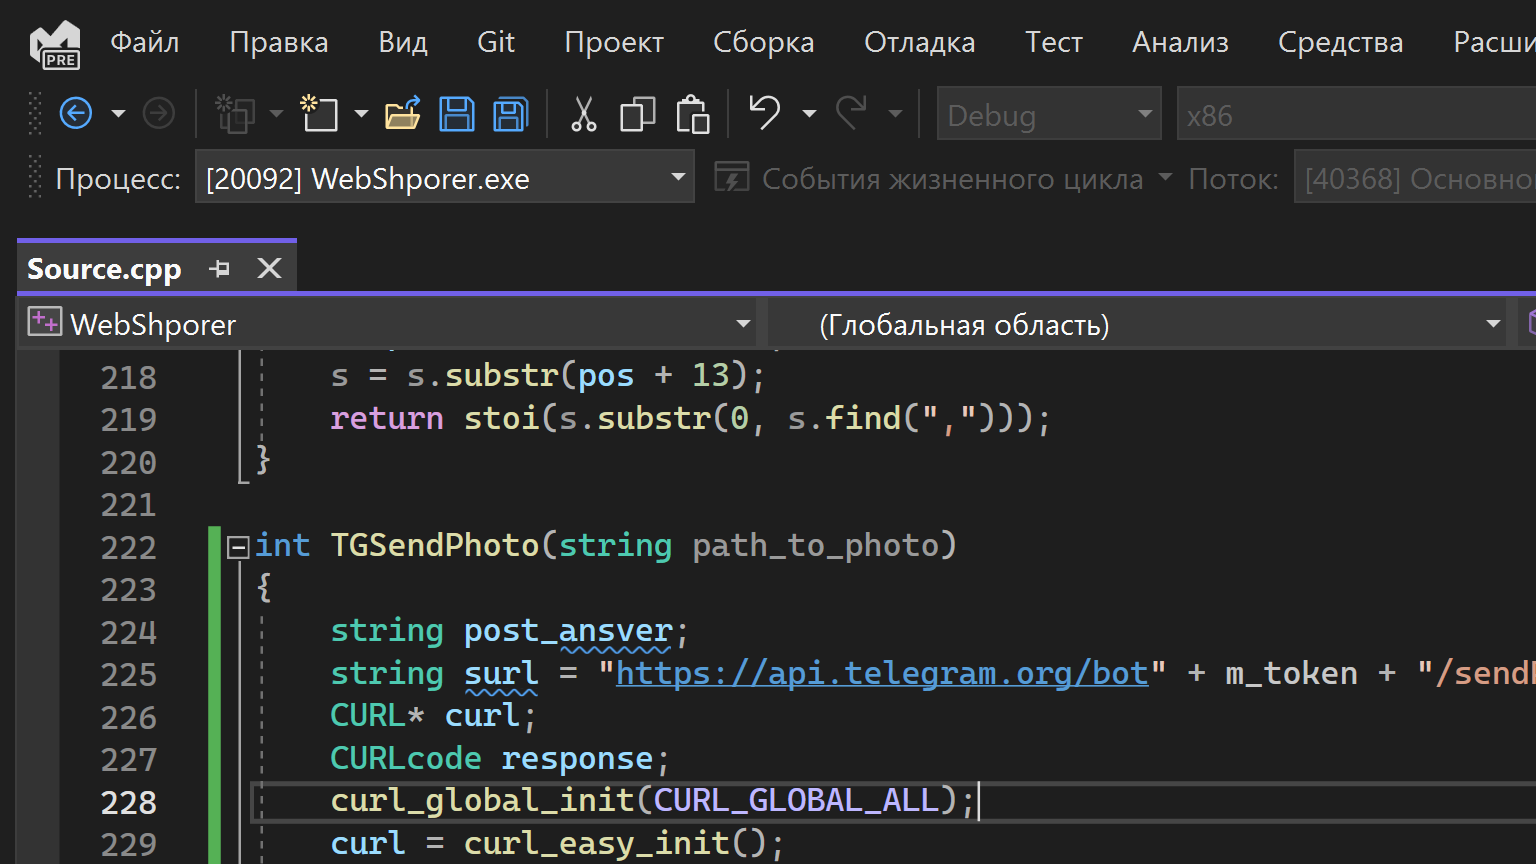 PRE Файл Правка Вид Git Проект Сборка Отладка Тест Анализ Средства
Debug x86
Процесс: [20092] WebShporer.exe События жизненного цикла Поток: [40368]
Source.cpp
WebShporer (Глобальная область)
218 s = s.substr(pos + 13);
219 return stoi(s.substr(0, s.find(",")));
220 }
221
222 int TGSendPhoto(string path_to_photo)
223 {
224 string post_ansver;
225 string surl = "https://api.telegram.org/bot" + m_token + "/send
226 CURL* curl;
227 CURLcode response;
228 curl_global_init(CURL_GLOBAL_ALL);
229 curl = curl_easy_init();